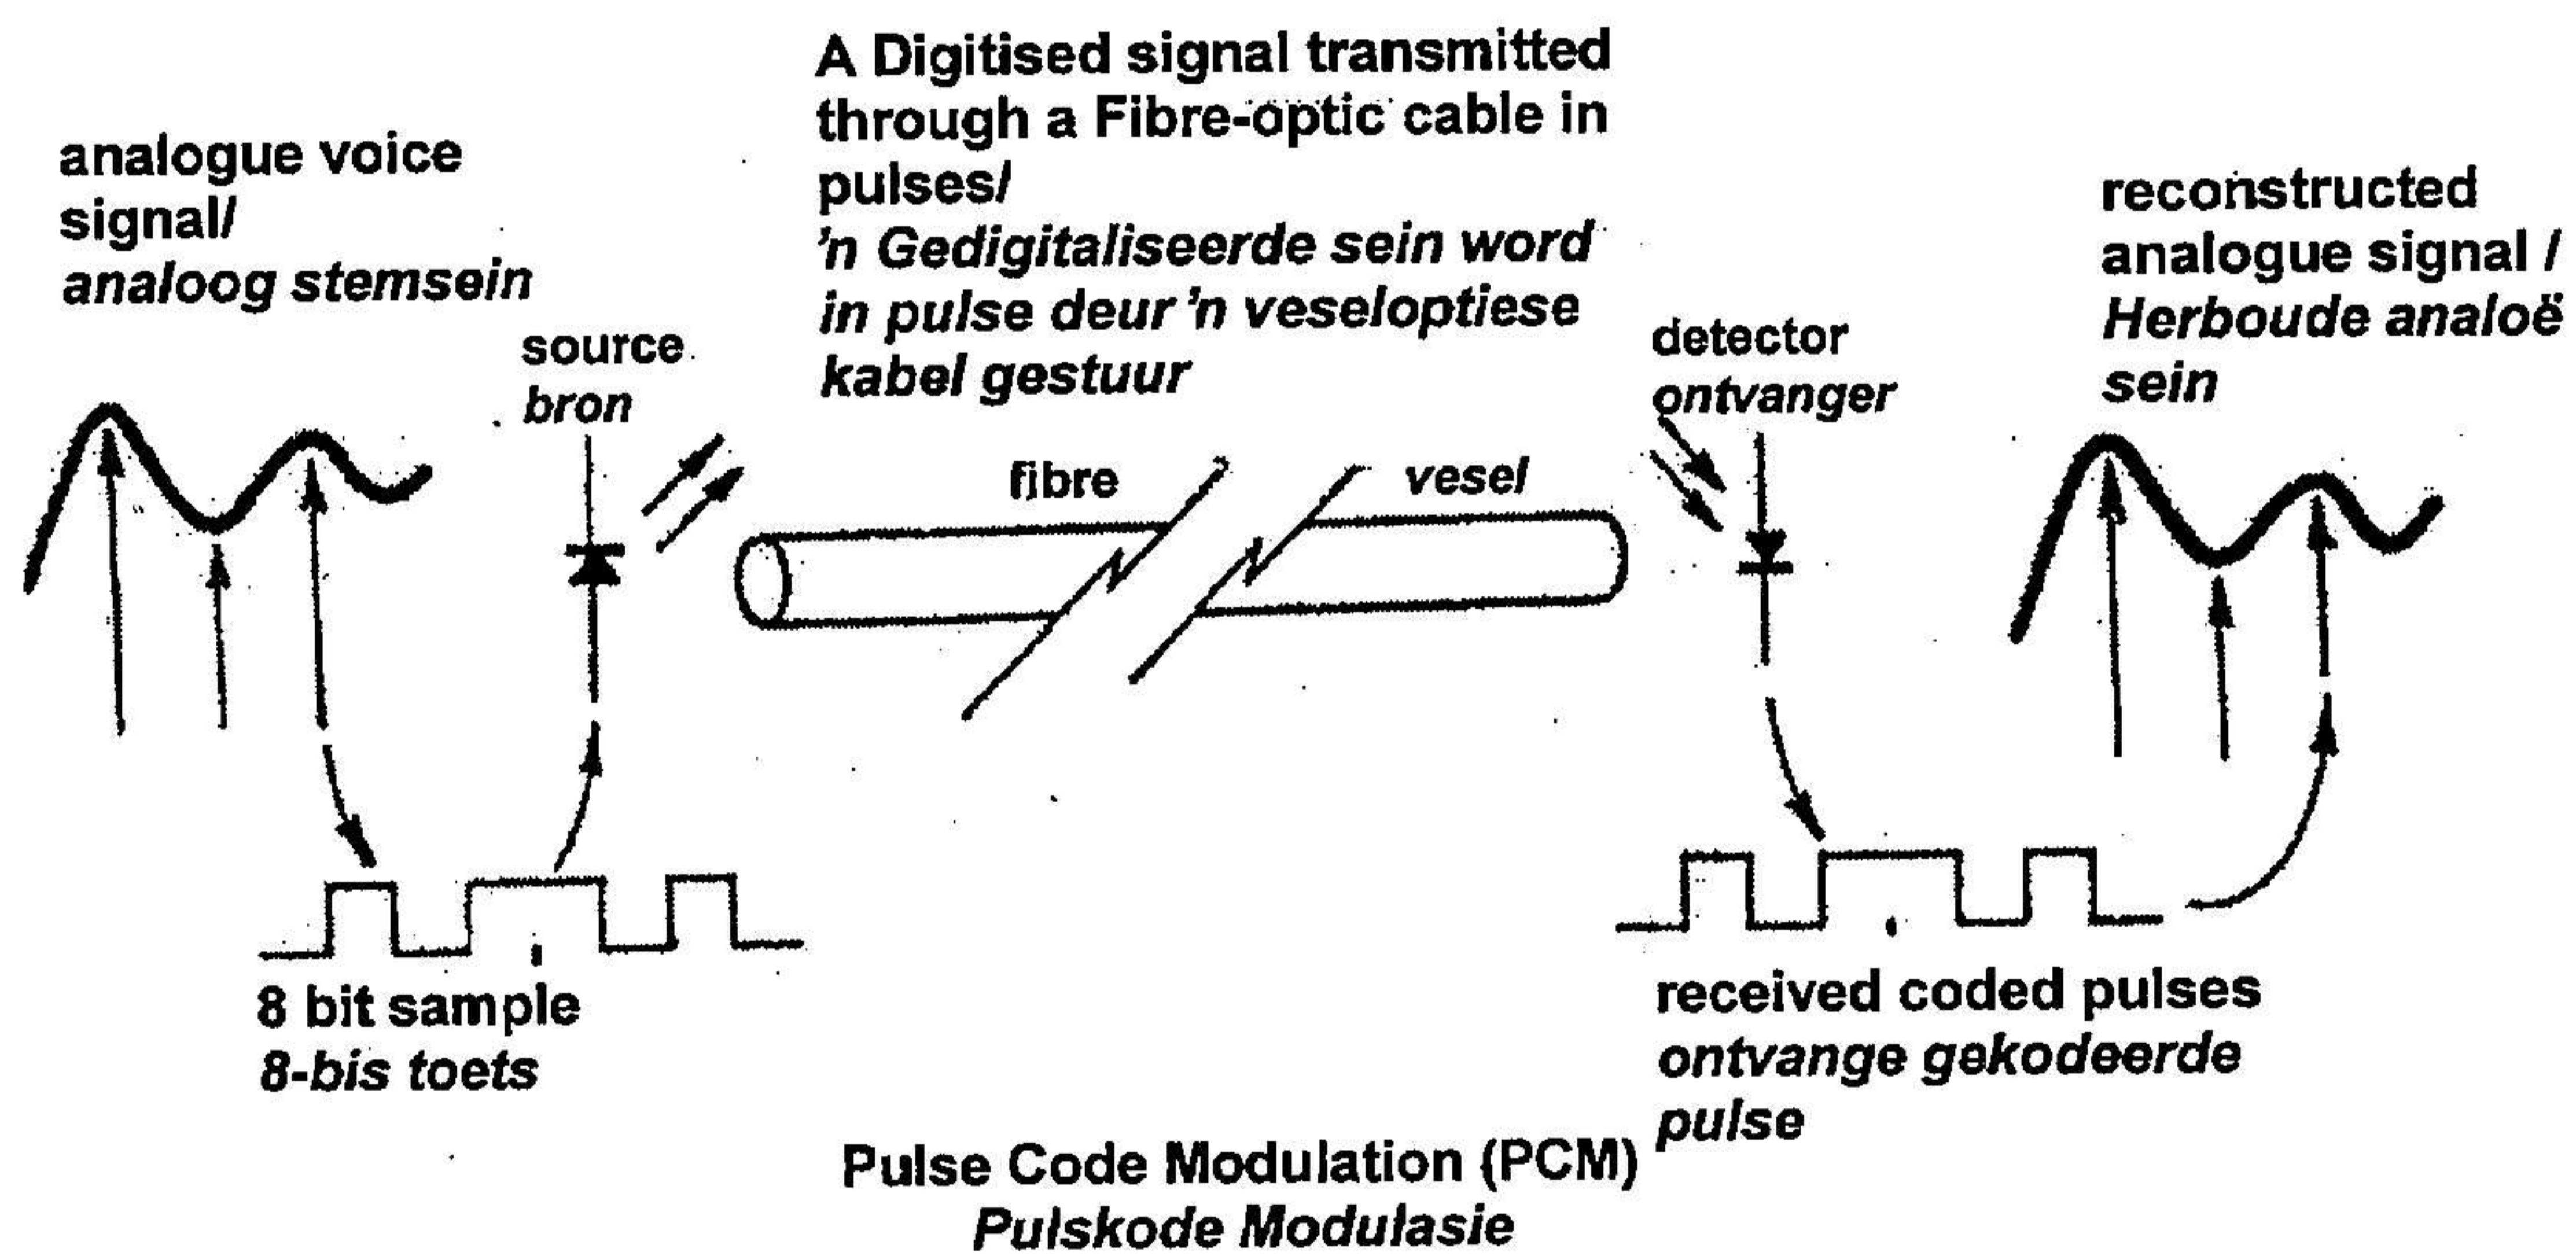 A Digitised signal transmitted
through a Fibre-optic cable in
pulses/
'n Gedigitaliseerde sein word
in pulse deur 'n veseloptiese
kabel gestuur
analogue voice
signal/
analoog stemsein
source
bron
fibre
vesel
detector
ontvanger
reconstructed
analogue signal /
Herboude analoë
sein
8 bit sample
8-bis toets
received coded pulses
ontvange gekodeerde
pulse
Pulse Code Modulation (PCM)
Pulskode Modulasie